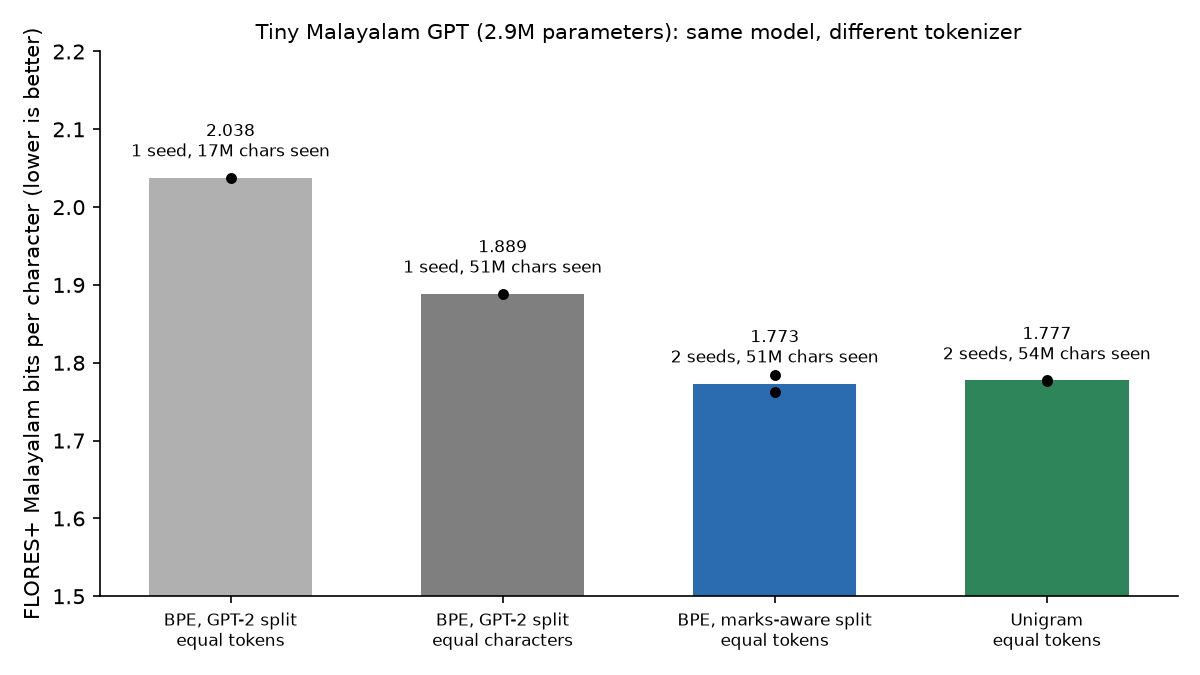 Tiny Malayalam GPT (2.9M parameters): same model, different tokenizer
FLORES+ Malayalam bits per character (lower is better)
2.2
2.1
2.0
1.9
1.8
1.7
1.6
1.5
2.038
1 seed, 17M chars seen
1.889
1 seed, 51M chars seen
1.773
2 seeds, 51M chars seen
1.777
2 seeds, 54M chars seen
BPE, GPT-2 split
equal tokens
BPE, GPT-2 split
equal characters
BPE, marks-aware split
equal tokens
Unigram
equal tokens